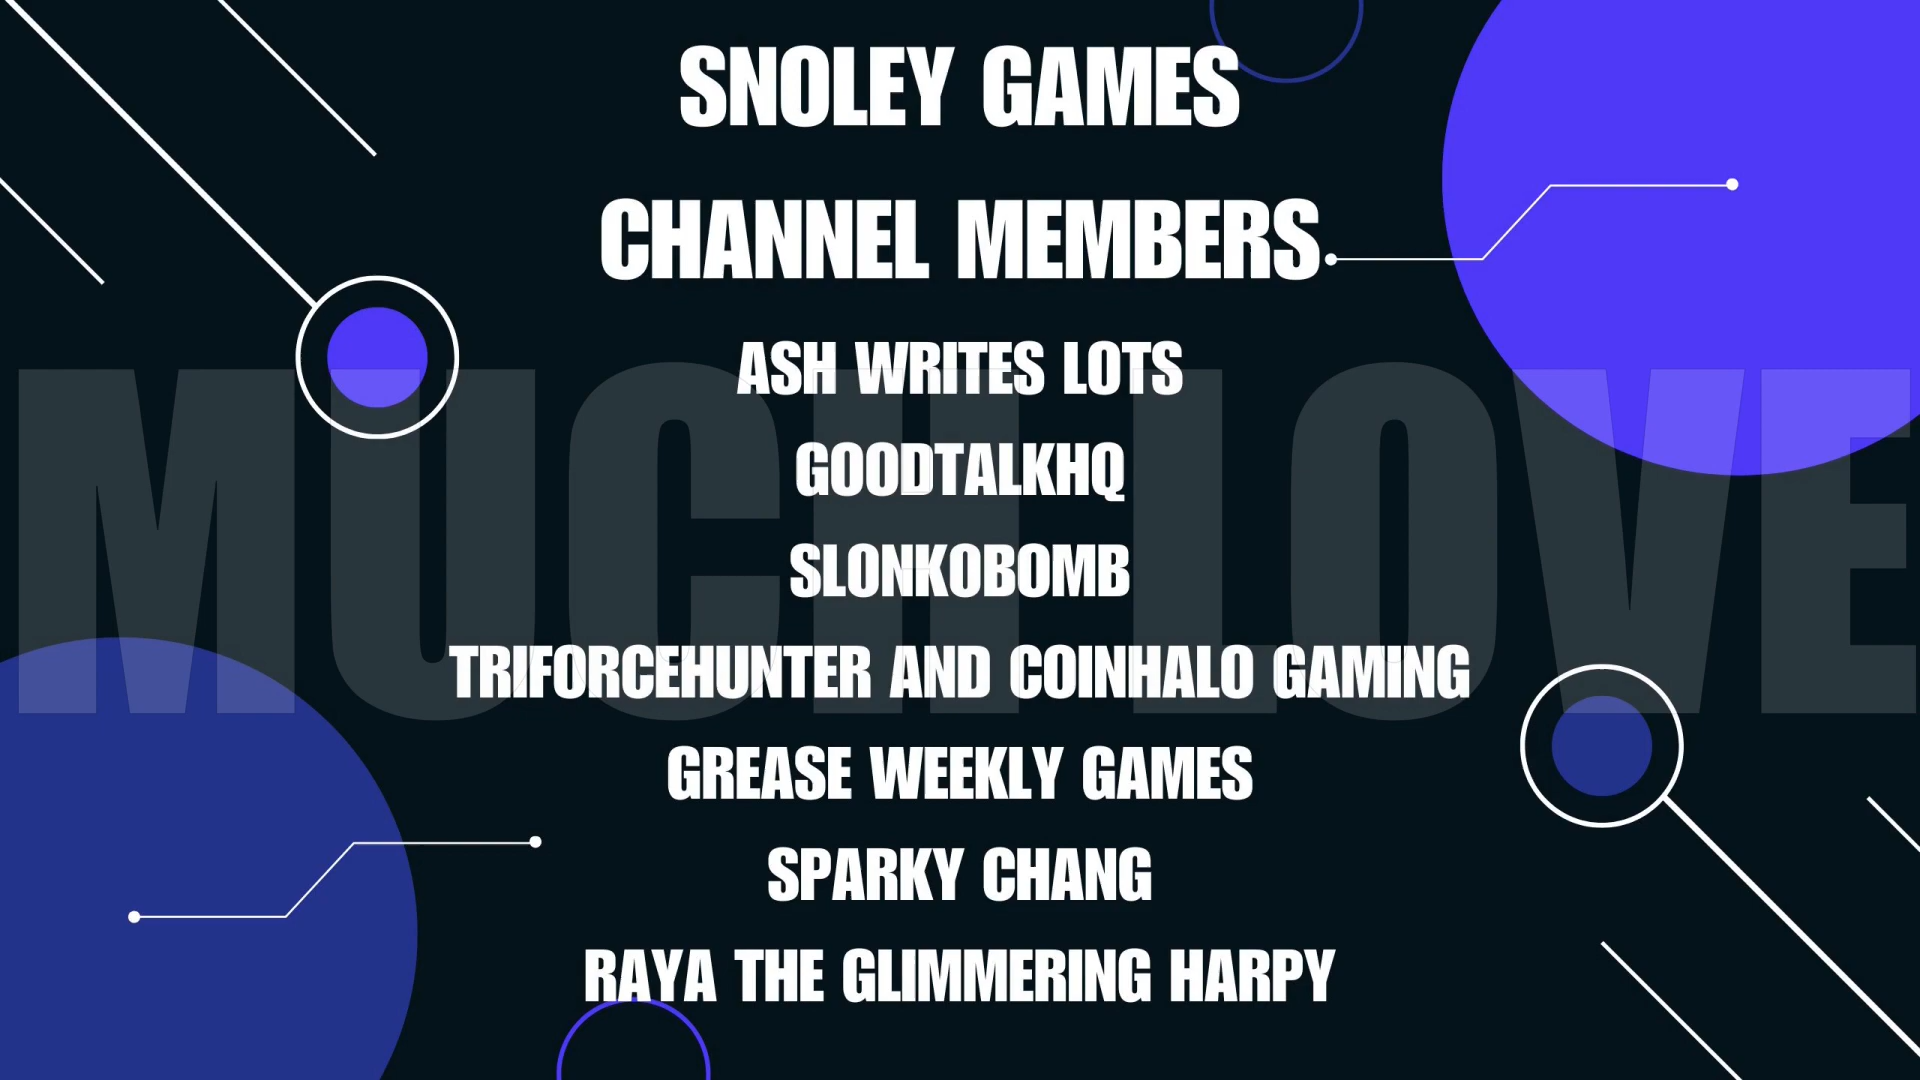 SNOLEY GAMES
CHANNEL MEMBERS
ASH WRITES LOTS
MUCH LOVE
GOODTALKHQ
SLONKOBOMB
TRIFORCEHUNTER AND COINHALO GAMING
GREASE WEEKLY GAMES
SPARKY CHANG
RAYA THE GLIMMERING HARPY